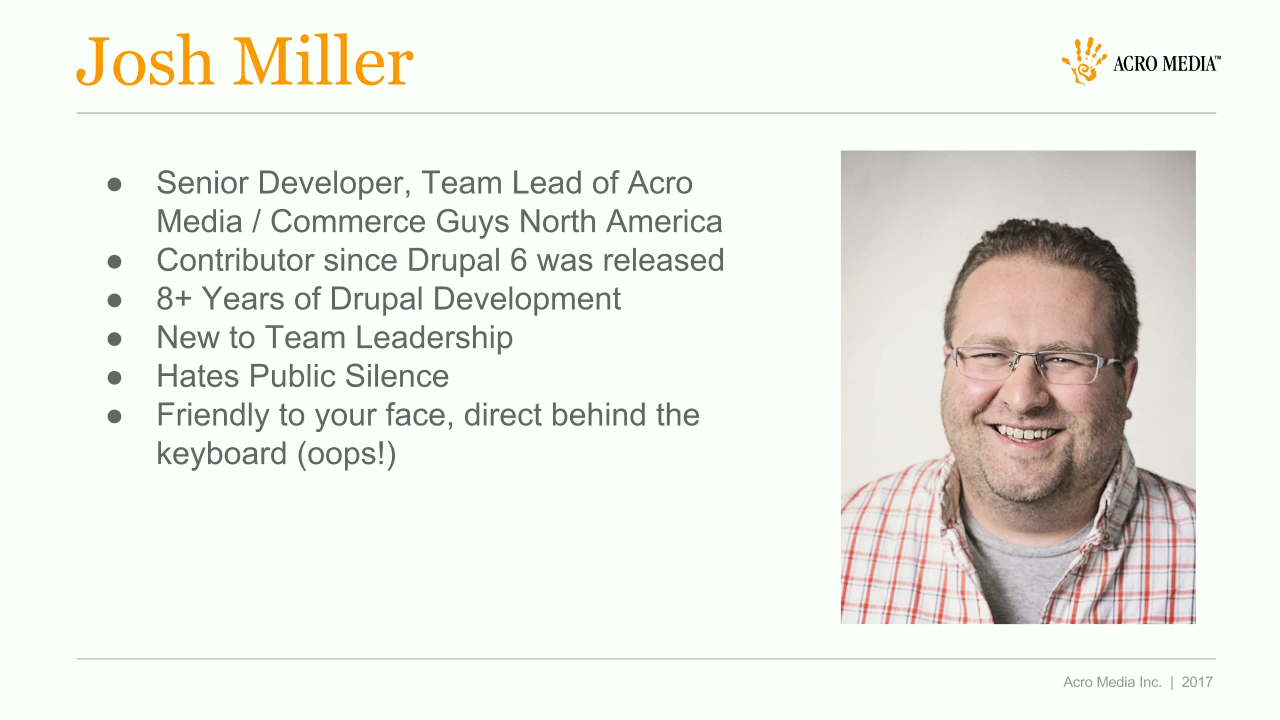 Josh Miller
ACRO MEDIA™
● Senior Developer, Team Lead of Acro
Media / Commerce Guys North America
● Contributor since Drupal 6 was released
● 8+ Years of Drupal Development
● New to Team Leadership
● Hates Public Silence
● Friendly to your face, direct behind the
keyboard (oops!)
Acro Media Inc. | 2017